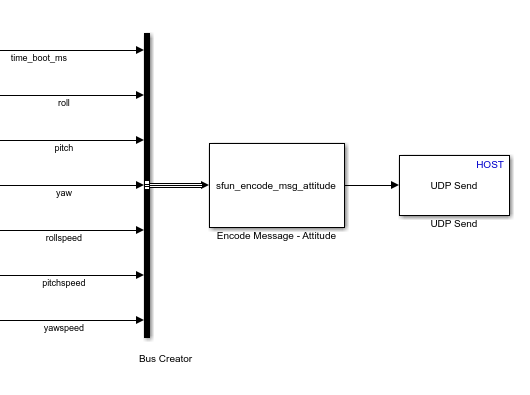 time_boot_ms
roll
pitch
yaw
rollspeed
pitchspeed
yawspeed
Bus Creator
sfun_encode_msg_attitude
Encode Message - Attitude
HOST
UDP Send
UDP Send